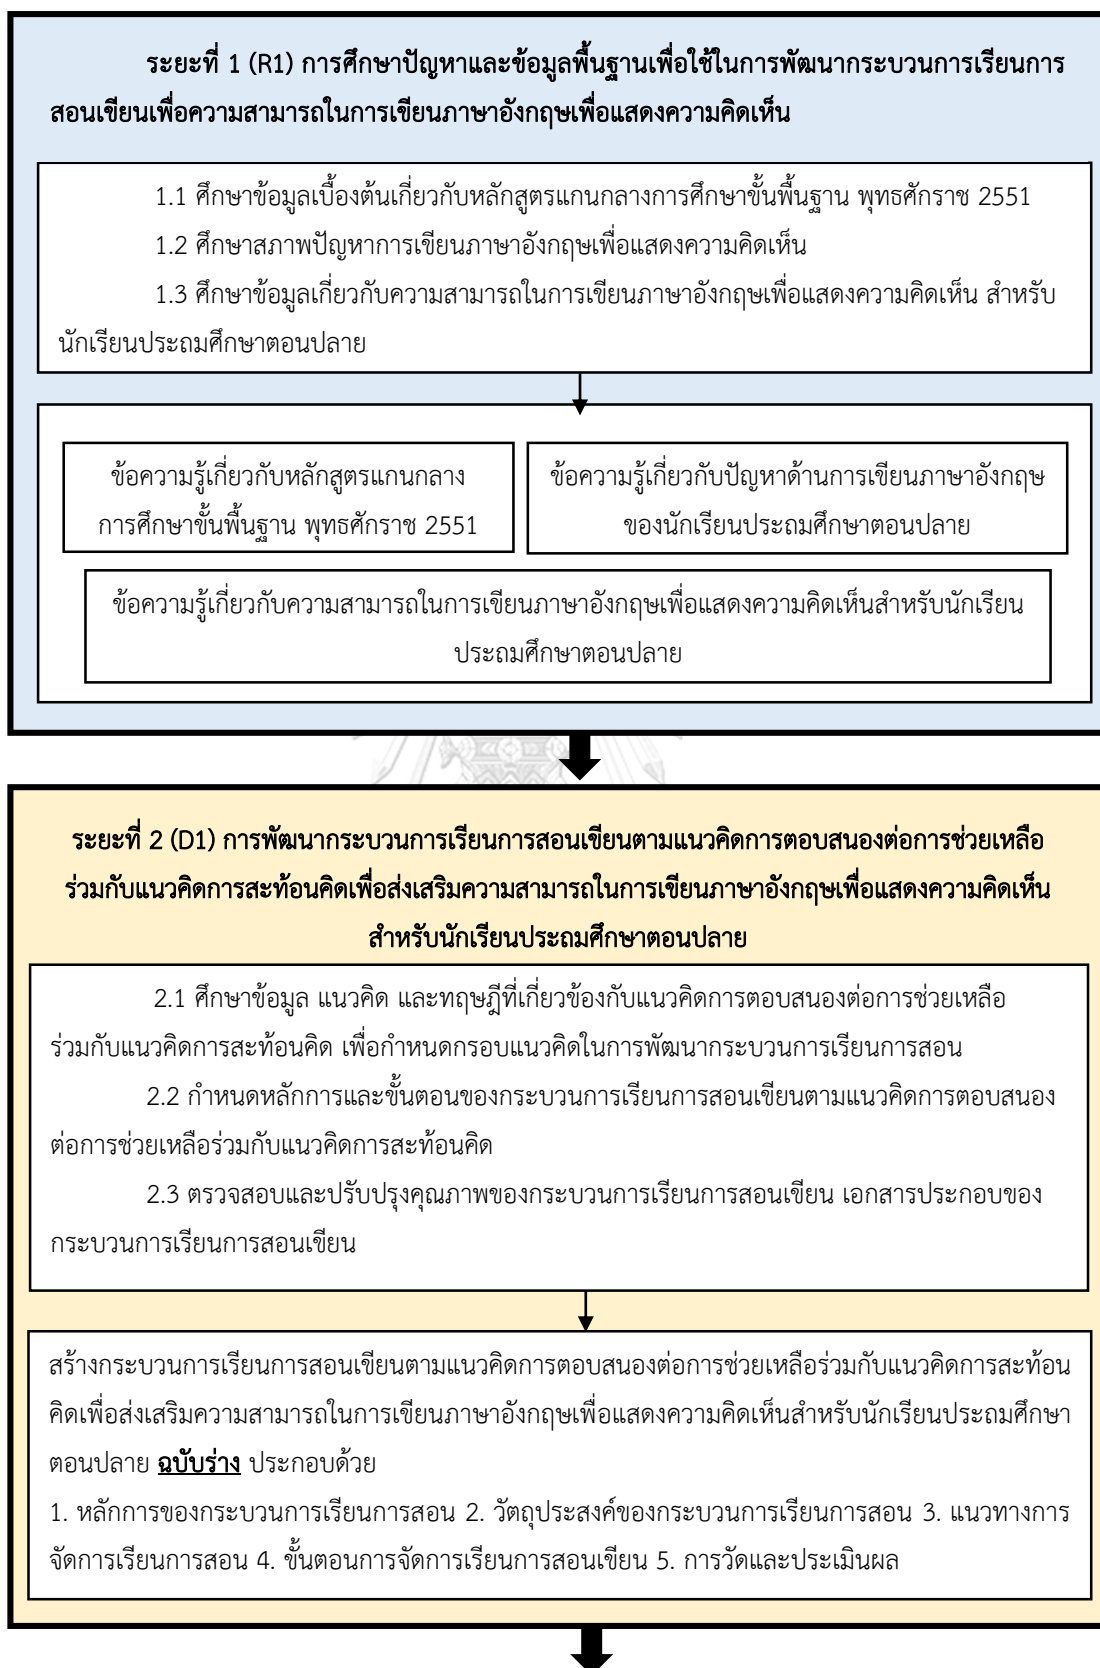 ระยะที่ 1 (R1) การศึกษาปัญหาและข้อมูลพื้นฐานเพื่อใช้ในการพัฒนากระบวนการเรียนการ
สอนเขียนเพื่อความสามารถในการเขียนภาษาอังกฤษเพื่อแสดงความคิดเห็น
1.1 ศึกษาข้อมูลเบื้องต้นเกี่ยวกับหลักสูตรแกนกลางการศึกษาขั้นพื้นฐาน พุทธศักราช 2551
1.2 ศึกษาสภาพปัญหาการเขียนภาษาอังกฤษเพื่อแสดงความคิดเห็น
1.3 ศึกษาข้อมูลเกี่ยวกับความสามารถในการเขียนภาษาอังกฤษเพื่อแสดงความคิดเห็น สำหรับ
นักเรียนประถมศึกษาตอนปลาย
ข้อความรู้เกี่ยวกับหลักสูตรแกนกลาง
การศึกษาขั้นพื้นฐาน พุทธศักราช 2551
ข้อความรู้เกี่ยวกับปัญหาด้านการเขียนภาษาอังกฤษ
ของนักเรียนประถมศึกษาตอนปลาย
ข้อความรู้เกี่ยวกับความสามารถในการเขียนภาษาอังกฤษเพื่อแสดงความคิดเห็นสำหรับนักเรียน
ประถมศึกษาตอนปลาย
ระยะที่ 2 (D1) การพัฒนากระบวนการเรียนการสอนเขียนตามแนวคิดการตอบสนองต่อการช่วยเหลือ
ร่วมกับแนวคิดการสะท้อนคิดเพื่อส่งเสริมความสามารถในการเขียนภาษาอังกฤษเพื่อแสดงความคิดเห็น
สำหรับนักเรียนประถมศึกษาตอนปลาย
2.1 ศึกษาข้อมูล แนวคิด และทฤษฎีที่เกี่ยวข้องกับแนวคิดการตอบสนองต่อการช่วยเหลือ
ร่วมกับแนวคิดการสะท้อนคิด เพื่อกำหนดกรอบแนวคิดในการพัฒนากระบวนการเรียนการสอน
2.2 กำหนดหลักการและขั้นตอนของกระบวนการเรียนการสอนเขียนตามแนวคิดการตอบสนอง
ต่อการช่วยเหลือร่วมกับแนวคิดการสะท้อนคิด
2.3 ตรวจสอบและปรับปรุงคุณภาพของกระบวนการเรียนการสอนเขียน เอกสารประกอบของ
กระบวนการเรียนการสอนเขียน
สร้างกระบวนการเรียนการสอนเขียนตามแนวคิดการตอบสนองต่อการช่วยเหลือร่วมกับแนวคิดการสะท้อน
คิดเพื่อส่งเสริมความสามารถในการเขียนภาษาอังกฤษเพื่อแสดงความคิดเห็นสำหรับนักเรียนประถมศึกษา
ตอนปลาย ฉบับร่าง ประกอบด้วย
1. หลักการของกระบวนการเรียนการสอน 2. วัตถุประสงค์ของกระบวนการเรียนการสอน 3. แนวทางการ
จัดการเรียนการสอน 4. ขั้นตอนการจัดการเรียนการสอนเขียน 5. การวัดและประเมินผล